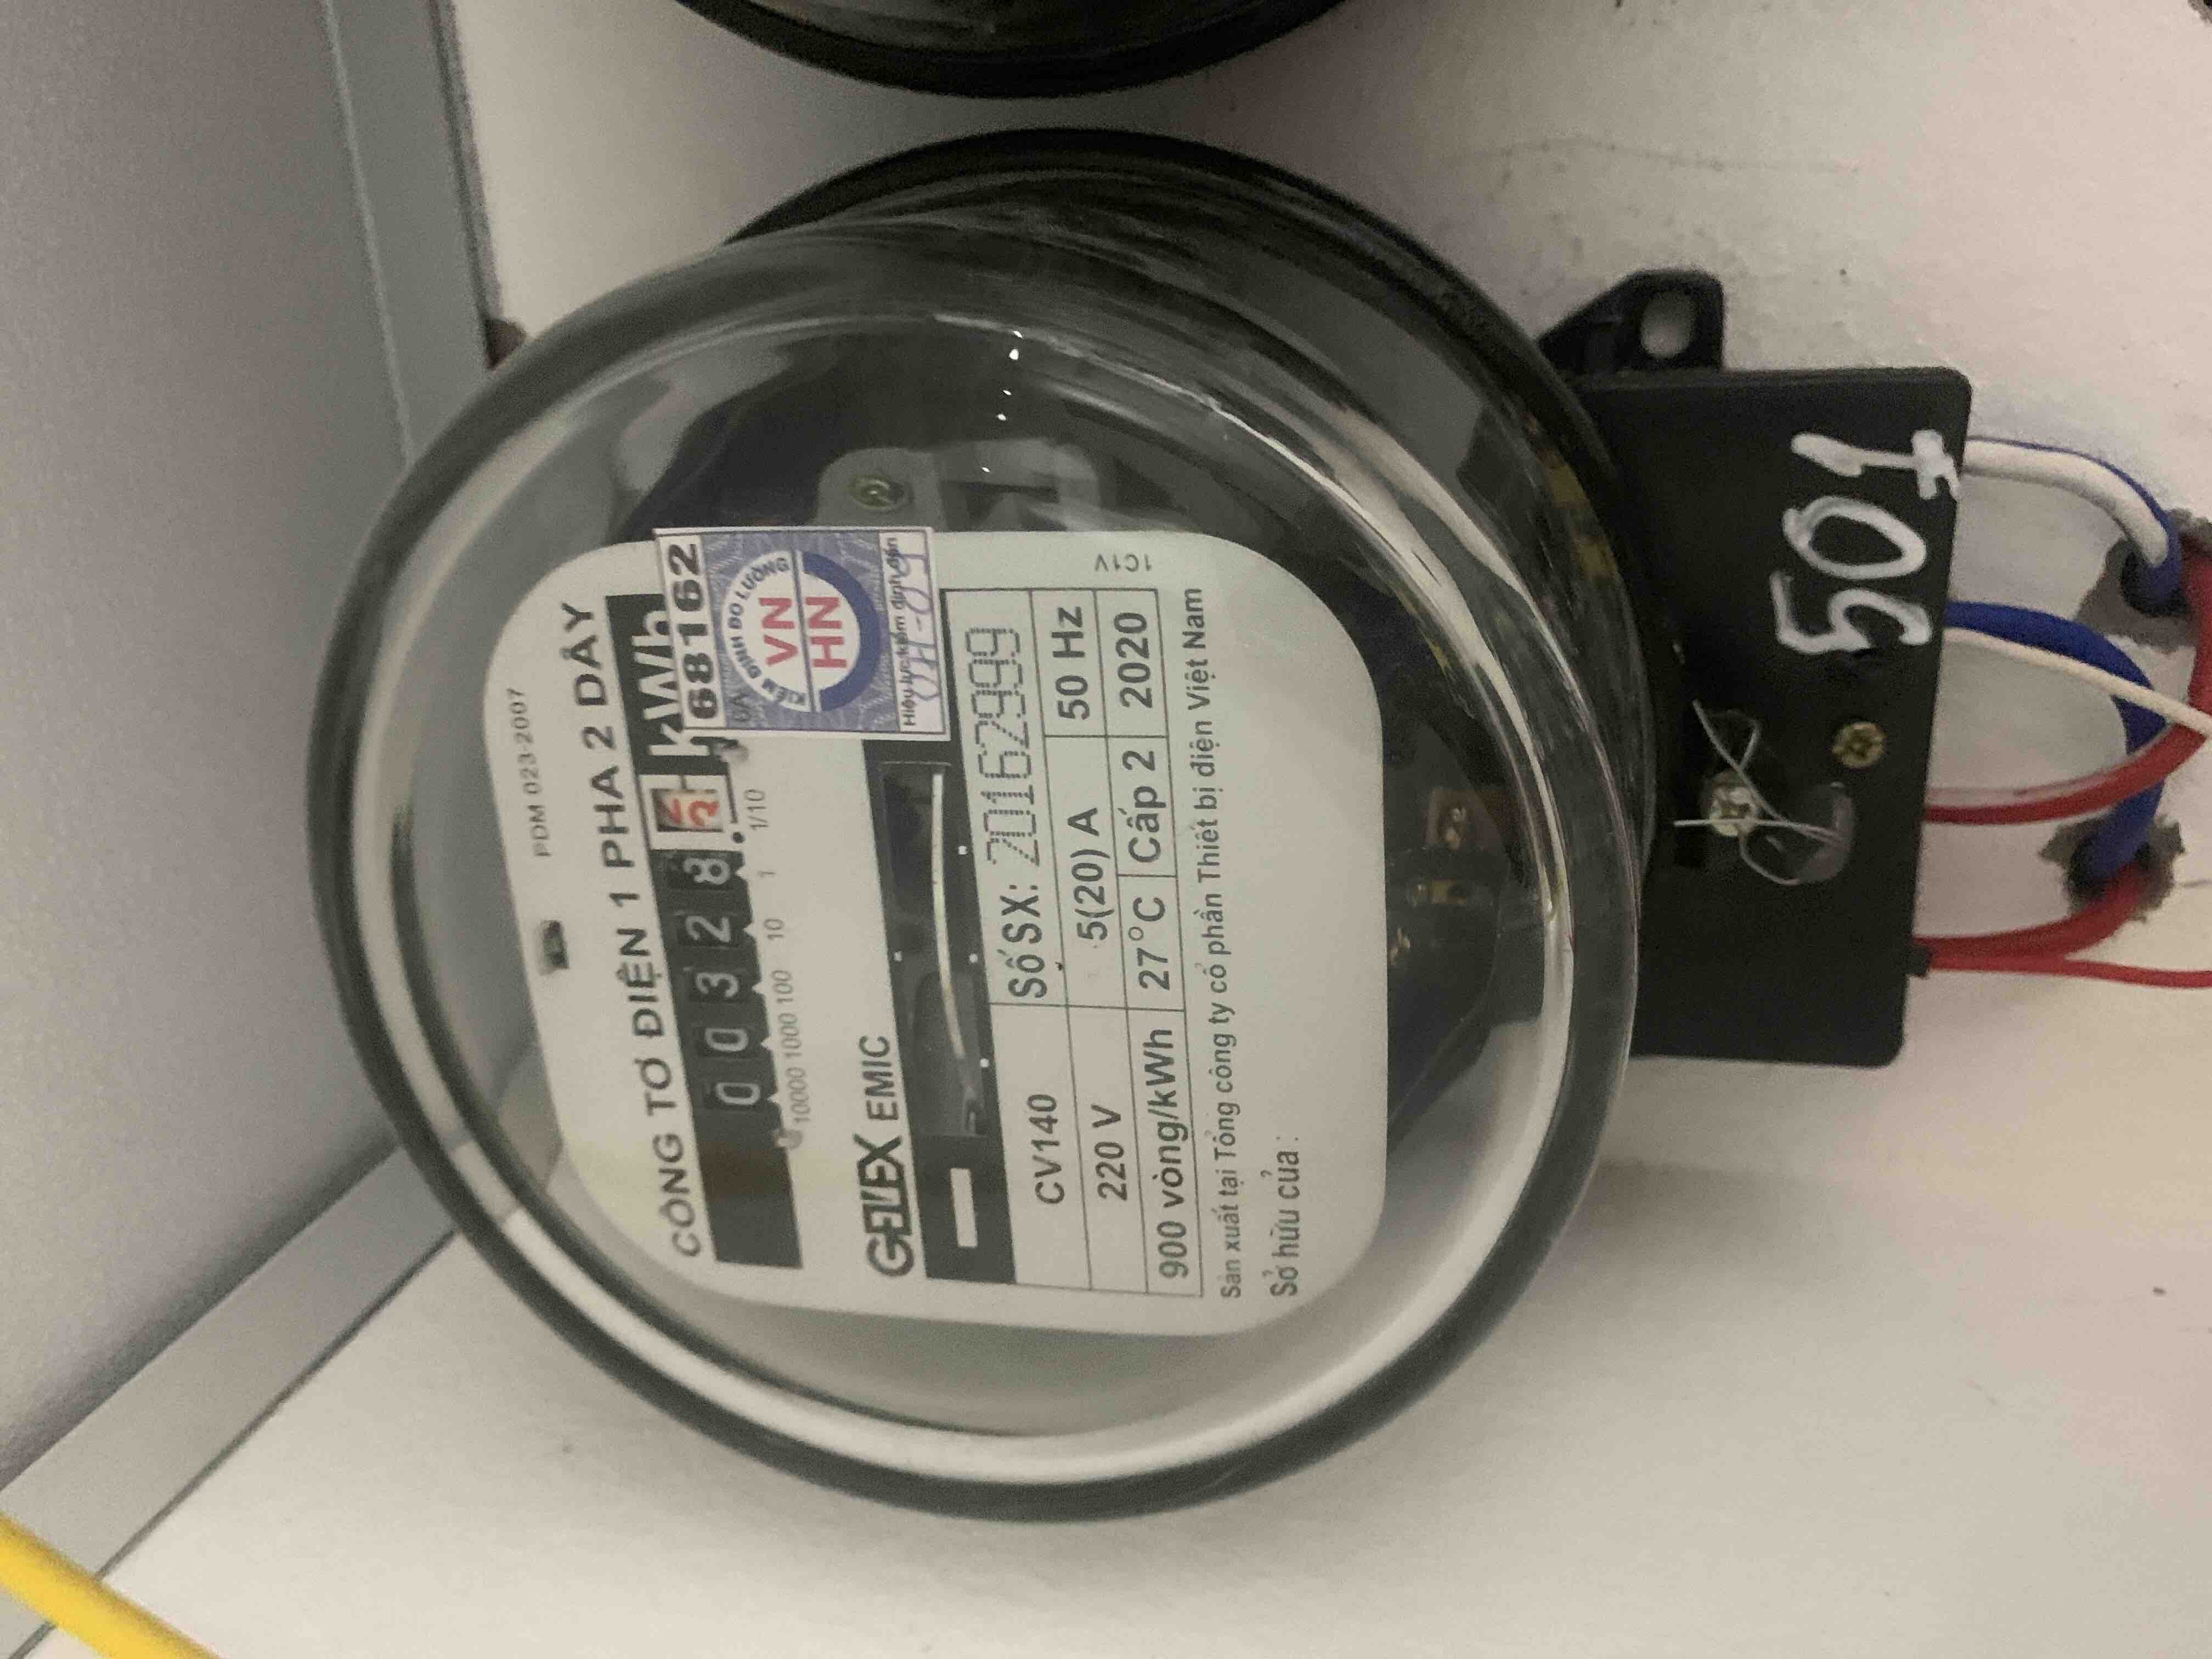 PDM 023-2007
CÔNG TƠ ĐIỆN 1 PHA 2 DÂY
0 0 3 2 8 5 kWh
10000 1000 100 10 1 1/10
68162
KIỂM ĐỊNH ĐO LƯỜNG
VN
HN
Hiệu lực kiểm định đến
GELEX EMIC
CV140 Số SX: 20162999
220 V 5(20) A 50 Hz
900 vòng/kWh 27°C Cấp 2 2020
1C1V
Sản xuất tại Tổng công ty cổ phần Thiết bị điện Việt Nam
Sở hữu của:
501